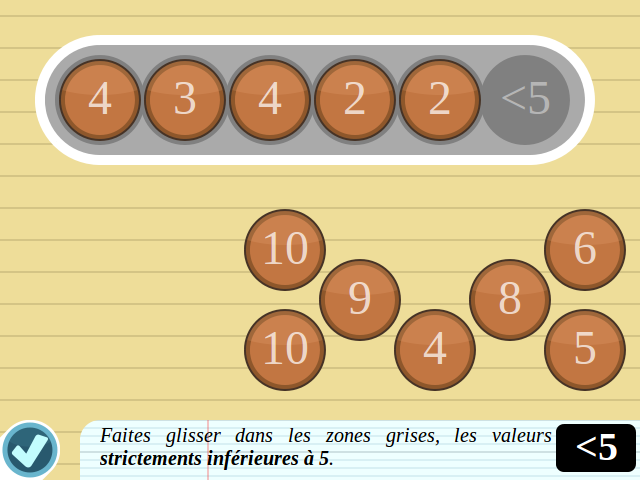 4 3 4 2 2 <5
10 6
9 8
10 4 5
Faites glisser dans les zones grises, les valeurs
strictements inférieures à 5.
<5